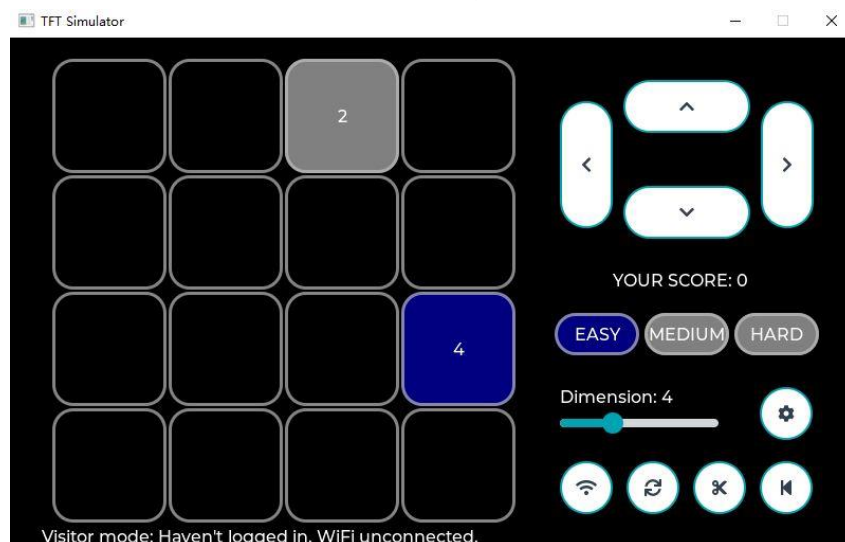 TFT Simulator
2
4
YOUR SCORE: 0
EASY MEDIUM HARD
Dimension: 4
Visitor mode: Haven't logged in. WiFi unconnected.